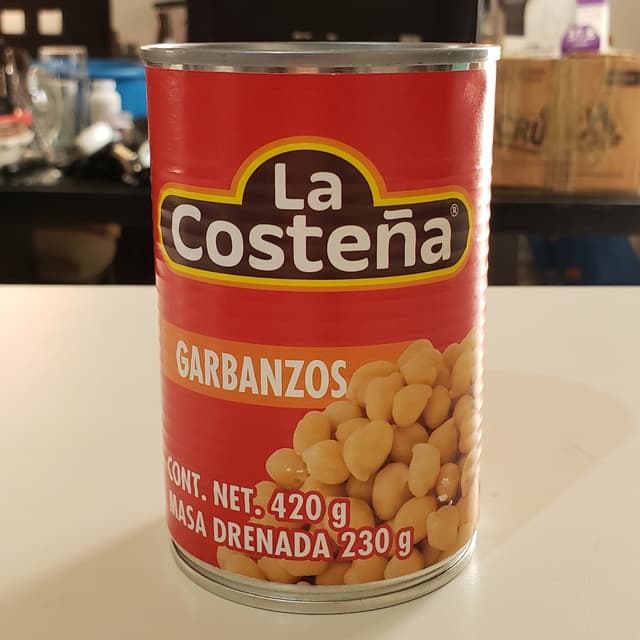 La
Costeña®
GARBANZOS
CONT. NET. 420 g
MASA DRENADA 230 g